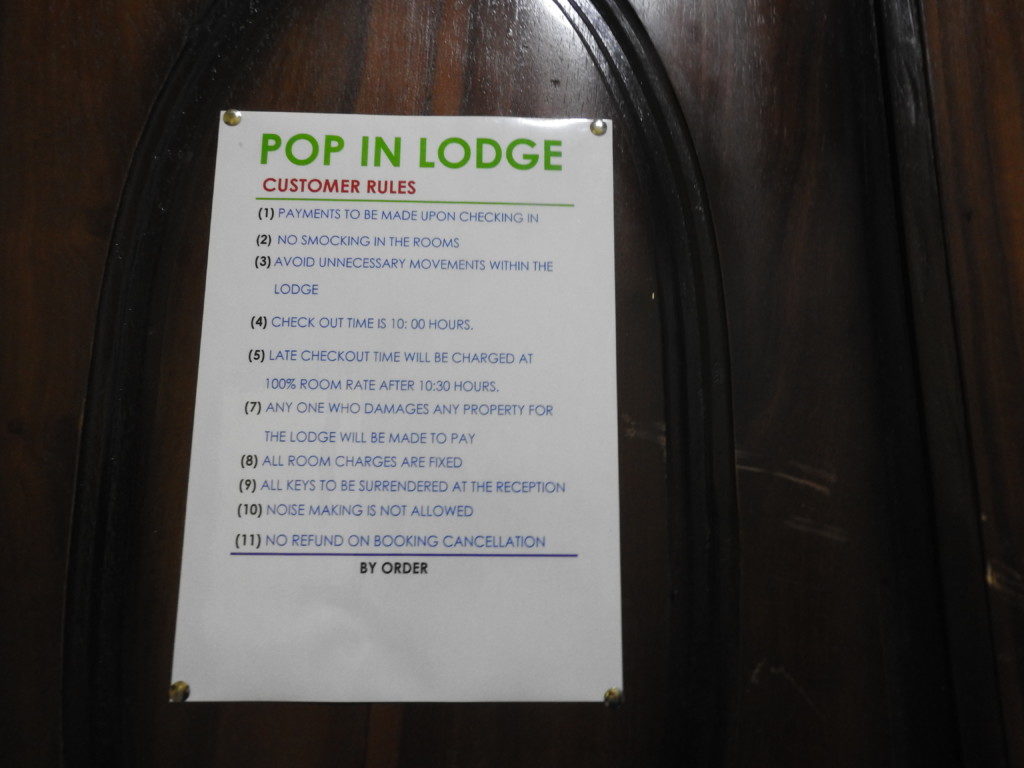 POP IN LODGE
CUSTOMER RULES
(1) PAYMENTS TO BE MADE UPON CHECKING IN
(2) NO SMOCKING IN THE ROOMS
(3) AVOID UNNECESSARY MOVEMENTS WITHIN THE
LODGE
(4) CHECK OUT TIME IS 10: 00 HOURS.
(5) LATE CHECKOUT TIME WILL BE CHARGED AT
100% ROOM RATE AFTER 10:30 HOURS.
(7) ANY ONE WHO DAMAGES ANY PROPERTY FOR
THE LODGE WILL BE MADE TO PAY
(8) ALL ROOM CHARGES ARE FIXED
(9) ALL KEYS TO BE SURRENDERED AT THE RECEPTION
(10) NOISE MAKING IS NOT ALLOWED
(11) NO REFUND ON BOOKING CANCELLATION
BY ORDER